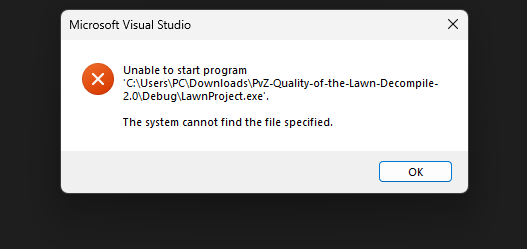 Microsoft Visual Studio
Unable to start program
'C:\Users\PC\Downloads\PvZ-Quality-of-the-Lawn-Decompile-
2.0\Debug\LawnProject.exe'.
The system cannot find the file specified.
OK